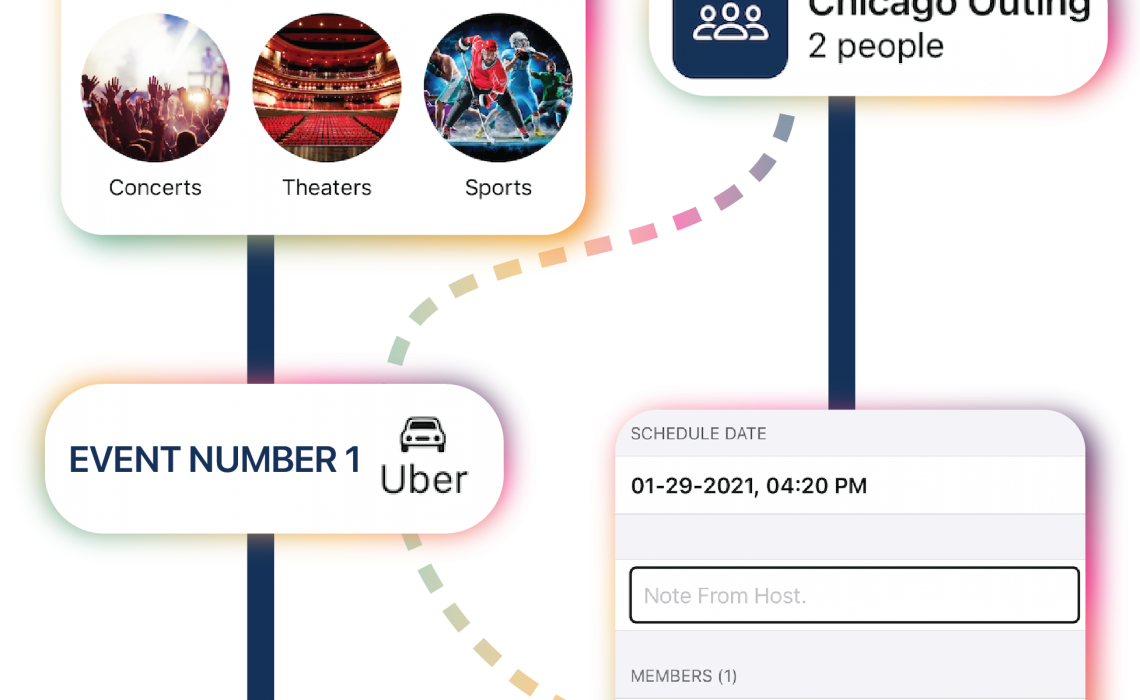 Chicago Outing
2 people
Concerts
Theaters
Sports
EVENT NUMBER 1
Uber
SCHEDULE DATE
01-29-2021, 04:20 PM
Note From Host.
MEMBERS (1)